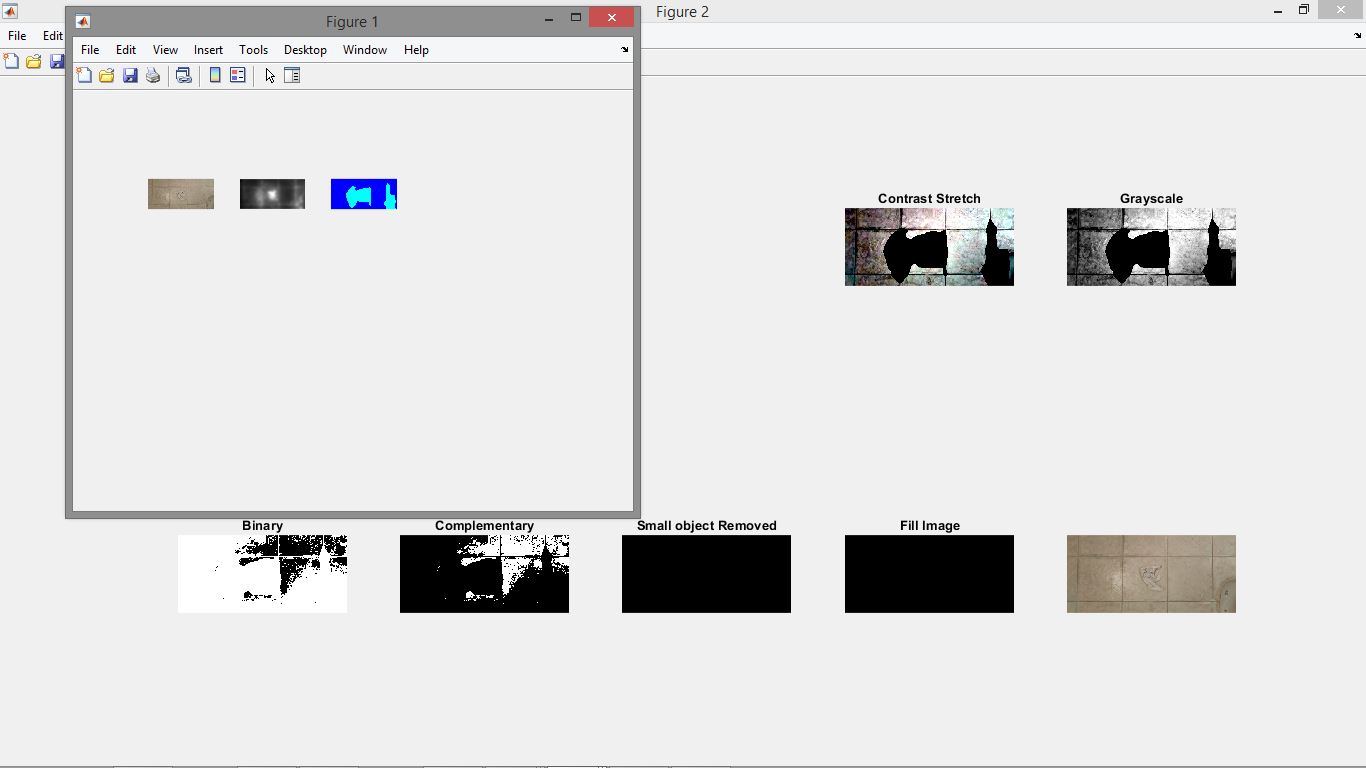 Figure 2
File Edit
Figure 1
File Edit View Insert Tools Desktop Window Help
Contrast Stretch
Grayscale
Binary
Complementary
Small object Removed
Fill Image